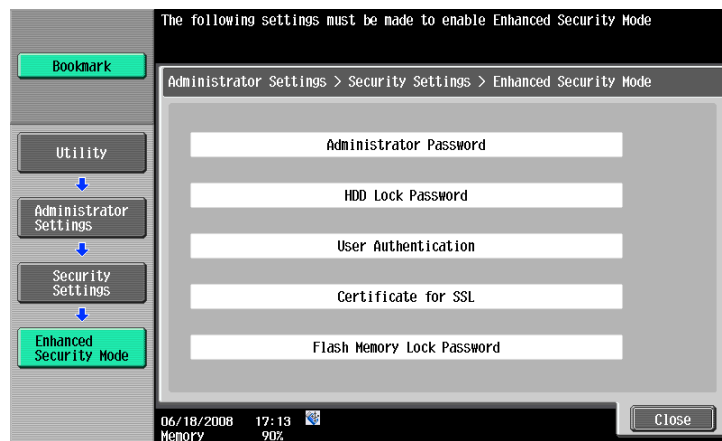 The following settings must be made to enable Enhanced Security Mode
Bookmark
Administrator Settings > Security Settings > Enhanced Security Mode
Utility
Administrator
Settings
Security
Settings
Enhanced
Security Mode
Administrator Password
HDD Lock Password
User Authentication
Certificate for SSL
Flash Memory Lock Password
06/18/2008 17:13
Memory 90%
Close